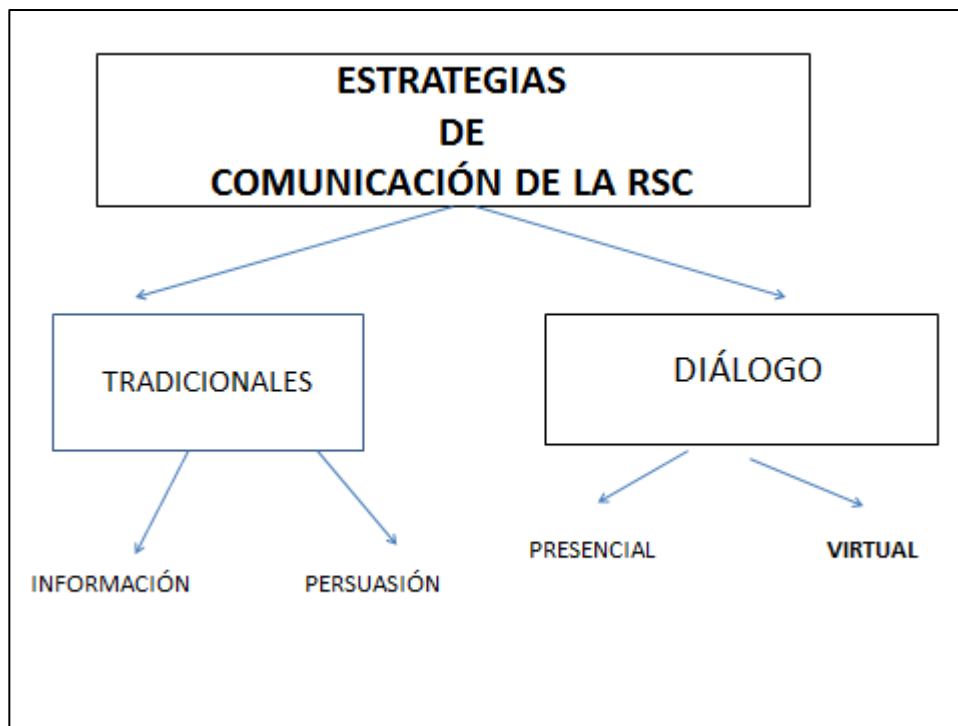 ESTRATEGIAS
DE
COMUNICACIÓN DE LA RSC
TRADICIONALES
DIÁLOGO
INFORMACIÓN
PERSUASIÓN
PRESENCIAL
VIRTUAL